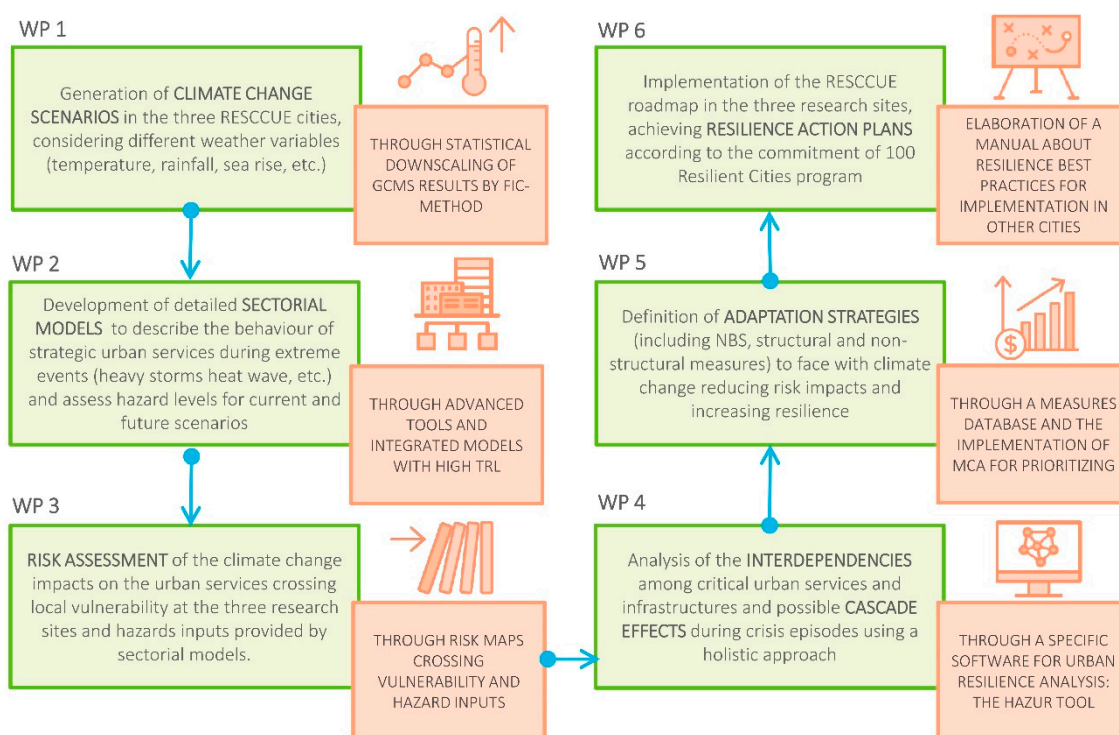 WP 1
Generation of CLIMATE CHANGE
SCENARIOS in the three RESCCUE cities,
considering different weather variables
(temperature, rainfall, sea rise, etc.)
THROUGH STATISTICAL
DOWNSCALING OF
GCMS RESULTS BY FIC-
METHOD
WP 2
Development of detailed SECTORIAL
MODELS to describe the behaviour of
strategic urban services during extreme
events (heavy storms heat wave, etc.)
and assess hazard levels for current and
future scenarios
THROUGH ADVANCED
TOOLS AND
INTEGRATED MODELS
WITH HIGH TRL
WP 3
RISK ASSESSMENT of the climate change
impacts on the urban services crossing
local vulnerability at the three research
sites and hazards inputs provided by
sectorial models.
THROUGH RISK MAPS
CROSSING
VULNERABILITY AND
HAZARD INPUTS
WP 4
Analysis of the INTERDEPENDENCIES
among critical urban services and
infrastructures and possible CASCADE
EFFECTS during crisis episodes using a
holistic approach
THROUGH A SPECIFIC
SOFTWARE FOR URBAN
RESILIENCE ANALYSIS:
THE HAZUR TOOL
WP 5
Definition of ADAPTATION STRATEGIES
(including NBS, structural and non-
structural measures) to face with climate
change reducing risk impacts and
increasing resilience
$
THROUGH A MEASURES
DATABASE AND THE
IMPLEMENTATION OF
MCA FOR PRIORITIZING
WP 6
Implementation of the RESCCUE
roadmap in the three research sites,
achieving RESILIENCE ACTION PLANS
according to the commitment of 100
Resilient Cities program
ELABORATION OF A
MANUAL ABOUT
RESILIENCE BEST
PRACTICES FOR
IMPLEMENTATION IN
OTHER CITIES